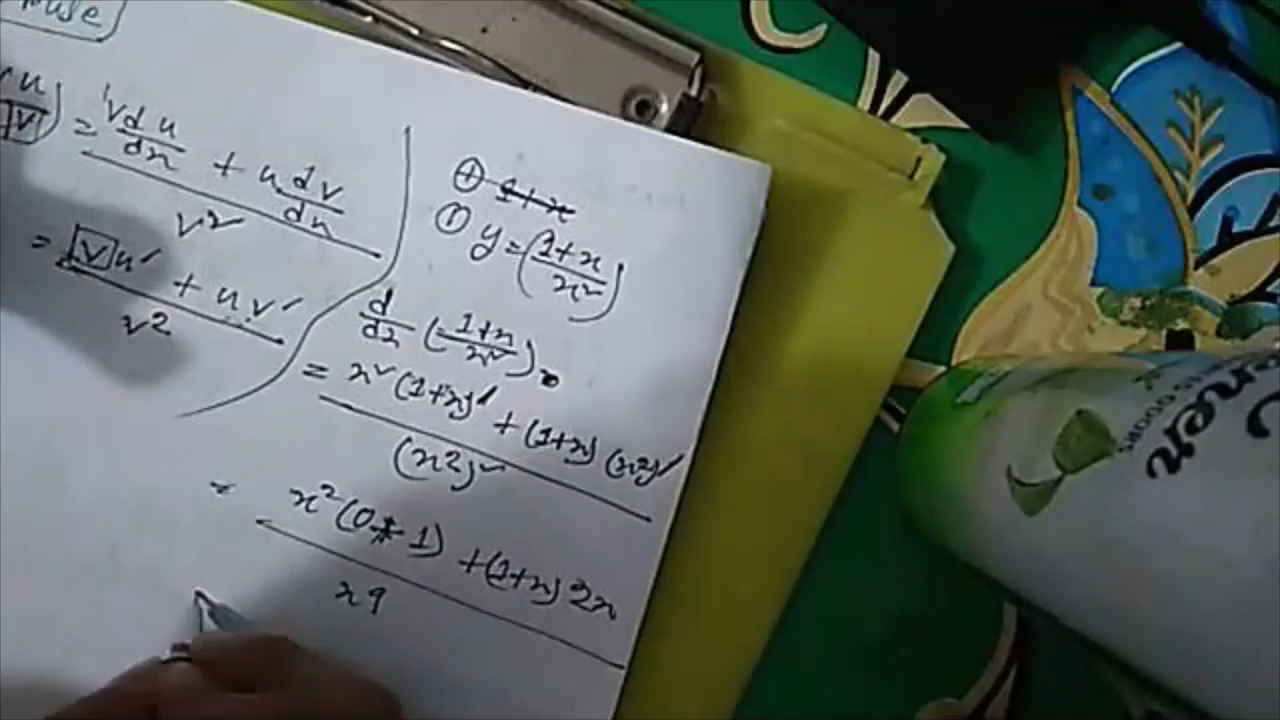 u/v) = (v du/dx + u dv/dx)/v²
= (vu′ + uv′)/v²
① y = ((1+x)/x²)
d/dx ((1+x)/x²)
= (x²(1+x)′ + (1+x)(x²)′)/(x²)²
= (x²(0+1) + (1+x)2x)/x4